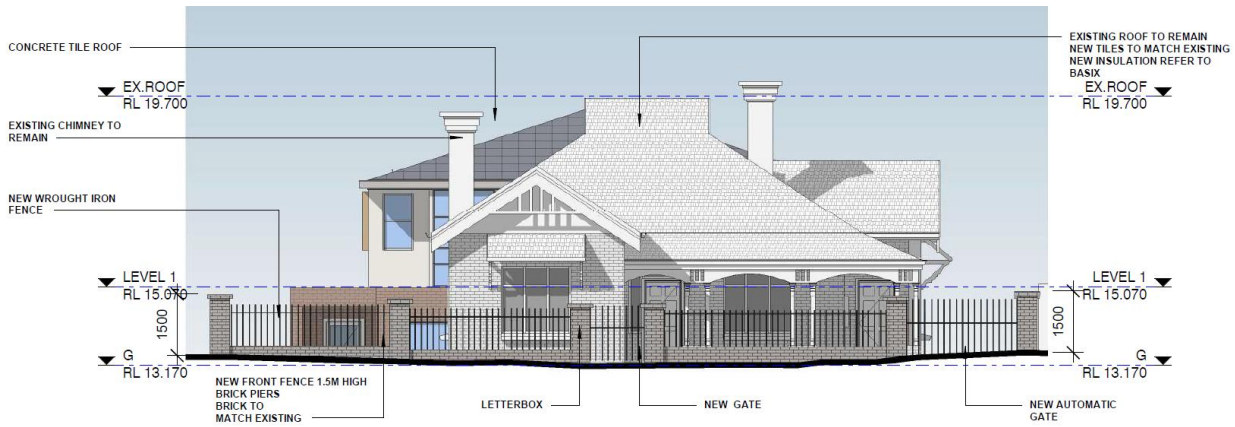 CONCRETE TILE ROOF
EX.ROOF
RL 19.700
EXISTING CHIMNEY TO
REMAIN
NEW WROUGHT IRON
FENCE
LEVEL 1
RL 15.070
1500
G
RL 13.170
NEW FRONT FENCE 1.5M HIGH
BRICK PIERS
BRICK TO
MATCH EXISTING
LETTERBOX
NEW GATE
EXISTING ROOF TO REMAIN
NEW TILES TO MATCH EXISTING
NEW INSULATION REFER TO
BASIX
EX.ROOF
RL 19.700
LEVEL 1
RL 15.070
1500
G
RL 13.170
NEW AUTOMATIC
GATE